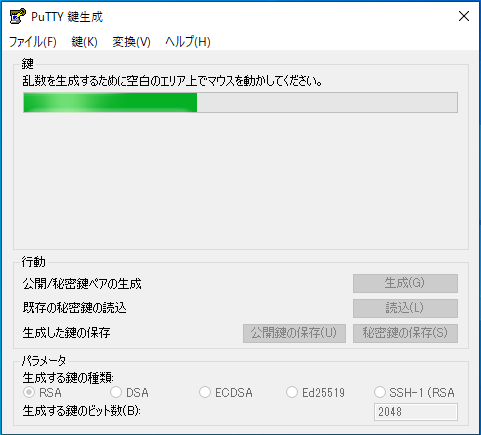 PuTTY 鍵生成
ファイル(F) 鍵(K) 変換(V) ヘルプ(H)
鍵
乱数を生成するために空白のエリア上でマウスを動かしてください。
行動
公開/秘密鍵ペアの生成 生成(G)
既存の秘密鍵の読込 読込(L)
生成した鍵の保存 公開鍵の保存(U) 秘密鍵の保存(S)
パラメータ
生成する鍵の種類:
RSA DSA ECDSA Ed25519 SSH-1 (RSA
生成する鍵のビット数(B): 2048